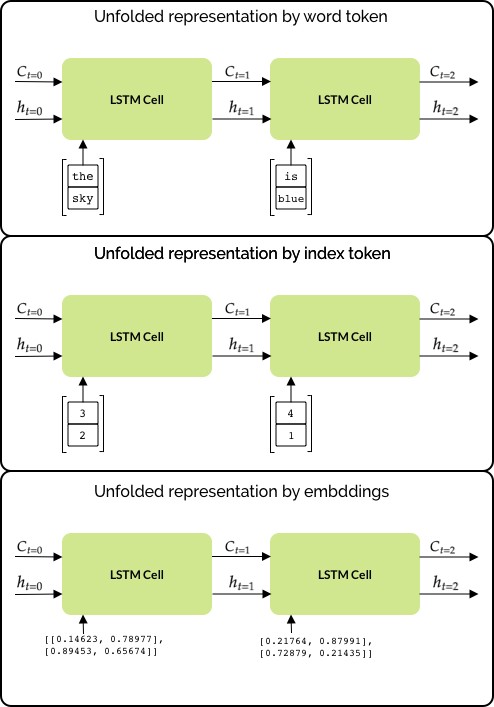 Unfolded representation by word token
C_{t=0} C_{t=1} C_{t=2}
LSTM Cell LSTM Cell
h_{t=0} h_{t=1} h_{t=2}
the is
sky blue
Unfolded representation by index token
C_{t=0} C_{t=1} C_{t=2}
LSTM Cell LSTM Cell
h_{t=0} h_{t=1} h_{t=2}
3 4
2 1
Unfolded representation by embddings
C_{t=0} C_{t=1} C_{t=2}
LSTM Cell LSTM Cell
h_{t=0} h_{t=1} h_{t=2}
[[0.14623, 0.78977], [0.21764, 0.87991],
[0.89453, 0.65674]] [0.72879, 0.21435]]